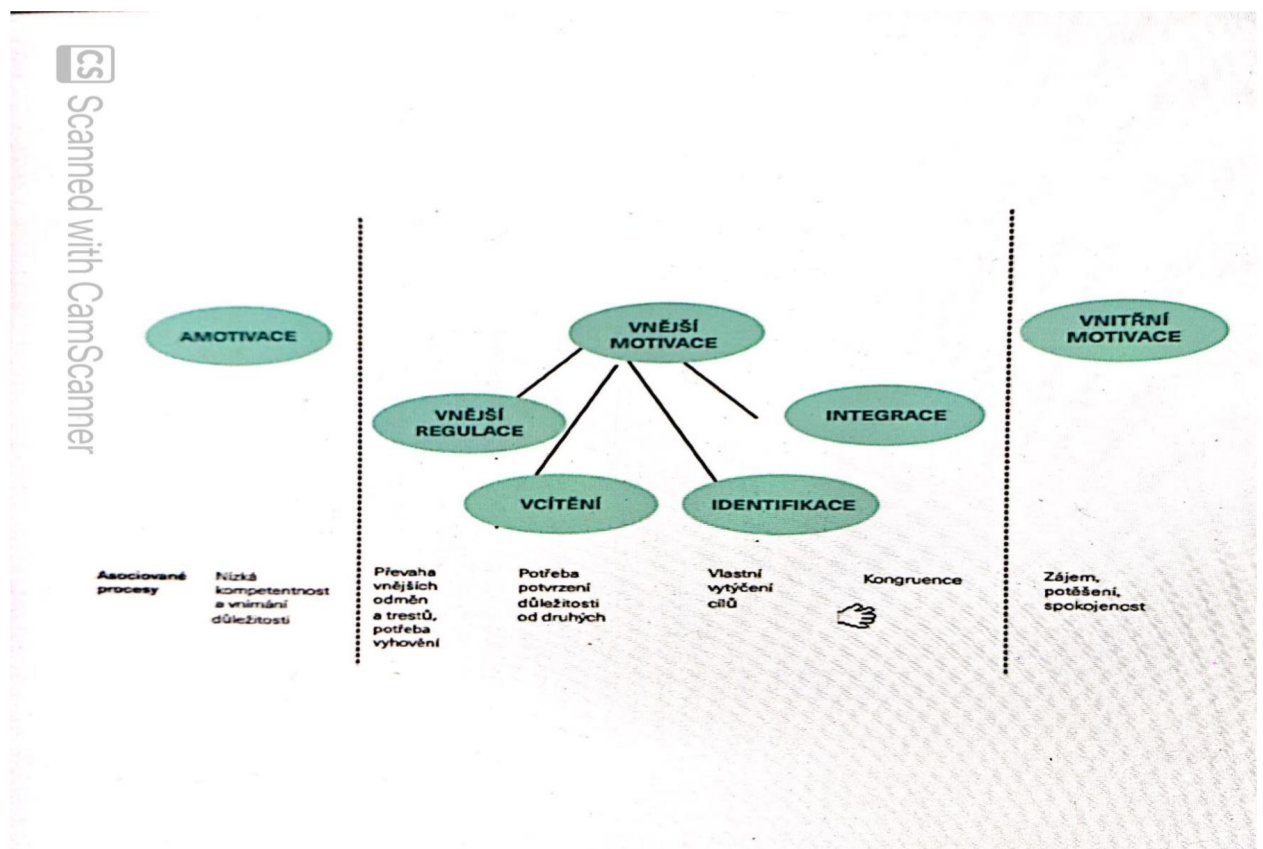 CS Scanned with CamScanner
AMOTIVACE
VNĚJŠÍ
MOTIVACE
VNITŘNÍ
MOTIVACE
VNĚJŠÍ
REGULACE
INTEGRACE
VCÍTĚNÍ
IDENTIFIKACE
Asociované
procesy
Nízká
kompetentnost
a vnímání
důležitosti
Převaha
vnějších
odměn
a trestů,
potřeba
vyhovění
Potřeba
potvrzení
důležitosti
od druhých
Vlastní
vytýčení
cílů
Kongruence
Zájem,
potěšení,
spokojenost